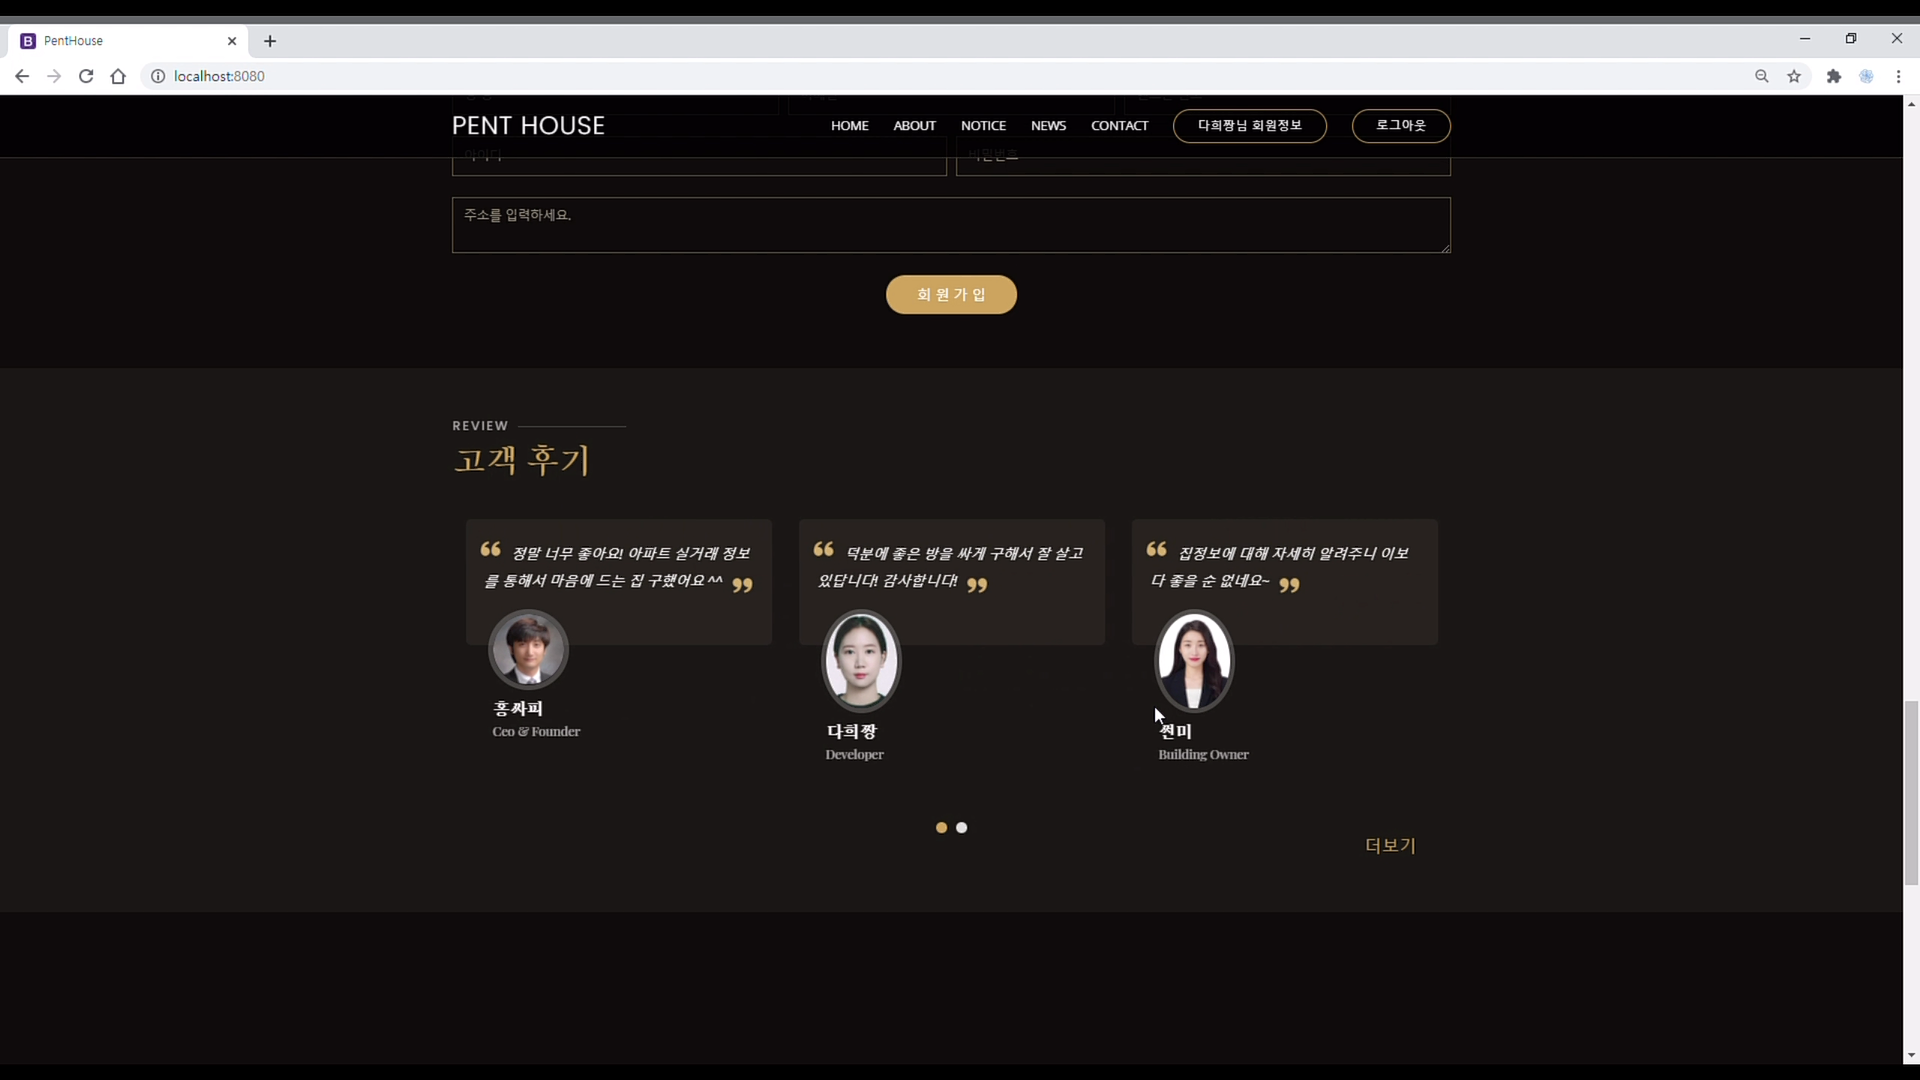 PentHouse
localhost:8080
PENT HOUSE
HOME ABOUT NOTICE NEWS CONTACT 다희짱님 회원정보 로그아웃
아이디 비밀번호
주소를 입력하세요.
회원가입
REVIEW
고객 후기
정말 너무 좋아요! 아파트 실거래 정보
를 통해서 마음에 드는 집 구했어요 ^^
홍싸피
Ceo & Founder
덕분에 좋은 방을 싸게 구해서 잘 살고
있답니다! 감사합니다!
다희짱
Developer
집정보에 대해 자세히 알려주니 이보
다 좋을 순 없네요~
쩐미
Building Owner
더보기